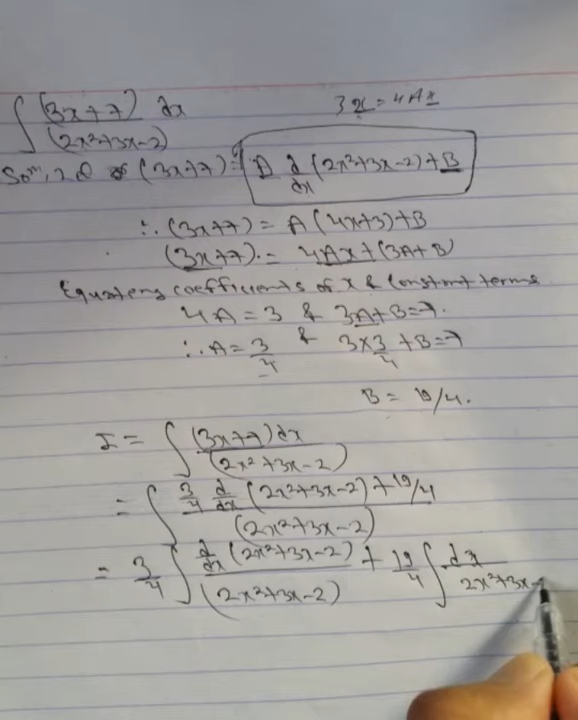 ∫ (3x+7) dx / (2x²+3x-2)
3x = 4Ax
(3x+7) = A d/dx (2x²+3x-2) + B
∴ (3x+7) = A(4x+3)+B
(3x+7) = 4Ax+(3A+B)
Equating coefficients of x & Constant terms
4A = 3 & 3A+B=7.
∴ A = 3/4 & 3×3/4 + B = 7
B = 19/4.
I = ∫ (3x+7) dx / (2x²+3x-2)
= ∫ 3/4 d/dx (2x²+3x-2) + 19/4 / (2x²+3x-2)
= 3/4 ∫ d/dx (2x²+3x-2) / (2x²+3x-2) + 19/4 ∫ dx / 2x²+3x-